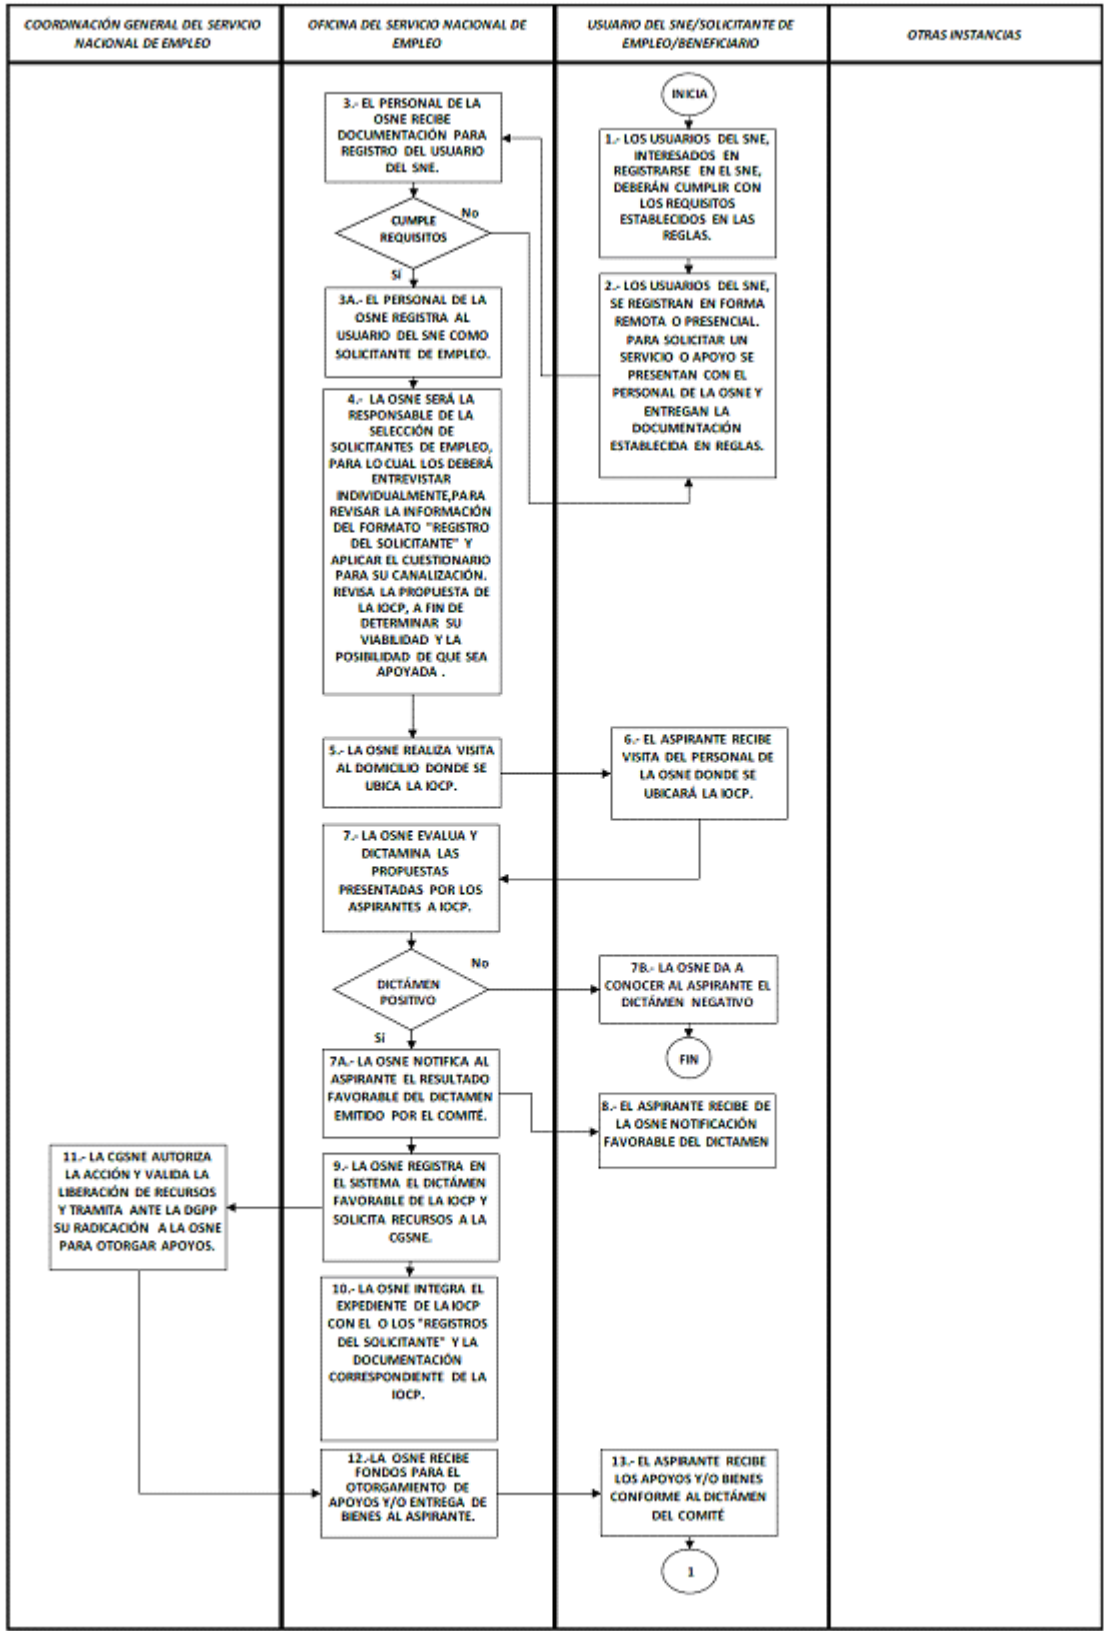 COORDINACIÓN GENERAL DEL SERVICIO
NACIONAL DE EMPLEO
OFICINA DEL SERVICIO NACIONAL DE
EMPLEO
USUARIO DEL SNE/SOLICITANTE DE
EMPLEO/BENEFICIARIO
OTRAS INSTANCIAS
INICIA
1.- LOS USUARIOS DEL SNE,
INTERESADOS EN
REGISTRARSE EN EL SNE,
DEBERÁN CUMPLIR CON
LOS REQUISITOS
ESTABLECIDOS EN LAS
REGLAS.
2.- LOS USUARIOS DEL SNE,
SE REGISTRAN EN FORMA
REMOTA O PRESENCIAL.
PARA SOLICITAR UN
SERVICIO O APOYO SE
PRESENTAN CON EL
PERSONAL DE LA OSNE Y
ENTREGAN LA
DOCUMENTACIÓN
ESTABLECIDA EN REGLAS.
3.- EL PERSONAL DE LA
OSNE RECIBE
DOCUMENTACIÓN PARA
REGISTRO DEL USUARIO
DEL SNE.
CUMPLE
REQUISITOS
No
Sí
3A.- EL PERSONAL DE LA
OSNE REGISTRA AL
USUARIO DEL SNE COMO
SOLICITANTE DE EMPLEO.
4.- LA OSNE SERÁ LA
RESPONSABLE DE LA
SELECCIÓN DE
SOLICITANTES DE EMPLEO,
PARA LO CUAL LOS DEBERÁ
ENTREVISTAR
INDIVIDUALMENTE,PARA
REVISAR LA INFORMACIÓN
DEL FORMATO "REGISTRO
DEL SOLICITANTE" Y
APLICAR EL CUESTIONARIO
PARA SU CANALIZACIÓN.
REVISA LA PROPUESTA DE
LA IOCP, A FIN DE
DETERMINAR SU
VIABILIDAD Y LA
POSIBILIDAD DE QUE SEA
APOYADA .
5.- LA OSNE REALIZA VISITA
AL DOMICILIO DONDE SE
UBICA LA IOCP.
6.- EL ASPIRANTE RECIBE
VISITA DEL PERSONAL DE
LA OSNE DONDE SE
UBICARÁ LA IOCP.
7.- LA OSNE EVALUA Y
DICTAMINA LAS
PROPUESTAS
PRESENTADAS POR LOS
ASPIRANTES A IOCP.
DICTÁMEN
POSITIVO
No
Sí
7B.- LA OSNE DA A
CONOCER AL ASPIRANTE EL
DICTÁMEN NEGATIVO
FIN
7A.- LA OSNE NOTIFICA AL
ASPIRANTE EL RESULTADO
FAVORABLE DEL DICTAMEN
EMITIDO POR EL COMITÉ.
8.- EL ASPIRANTE RECIBE DE
LA OSNE NOTIFICACIÓN
FAVORABLE DEL DICTAMEN
9.- LA OSNE REGISTRA EN
EL SISTEMA EL DICTÁMEN
FAVORABLE DE LA IOCP Y
SOLICITA RECURSOS A LA
CGSNE.
11.- LA CGSNE AUTORIZA
LA ACCIÓN Y VALIDA LA
LIBERACIÓN DE RECURSOS
Y TRAMITA ANTE LA DGPP
SU RADICACIÓN A LA OSNE
PARA OTORGAR APOYOS.
10.- LA OSNE INTEGRA EL
EXPEDIENTE DE LA IOCP
CON EL O LOS "REGISTROS
DEL SOLICITANTE" Y LA
DOCUMENTACIÓN
CORRESPONDIENTE DE LA
IOCP.
12.-LA OSNE RECIBE
FONDOS PARA EL
OTORGAMIENTO DE
APOYOS Y/O ENTREGA DE
BIENES AL ASPIRANTE.
13.- EL ASPIRANTE RECIBE
LOS APOYOS Y/O BIENES
CONFORME AL DICTÁMEN
DEL COMITÉ
1